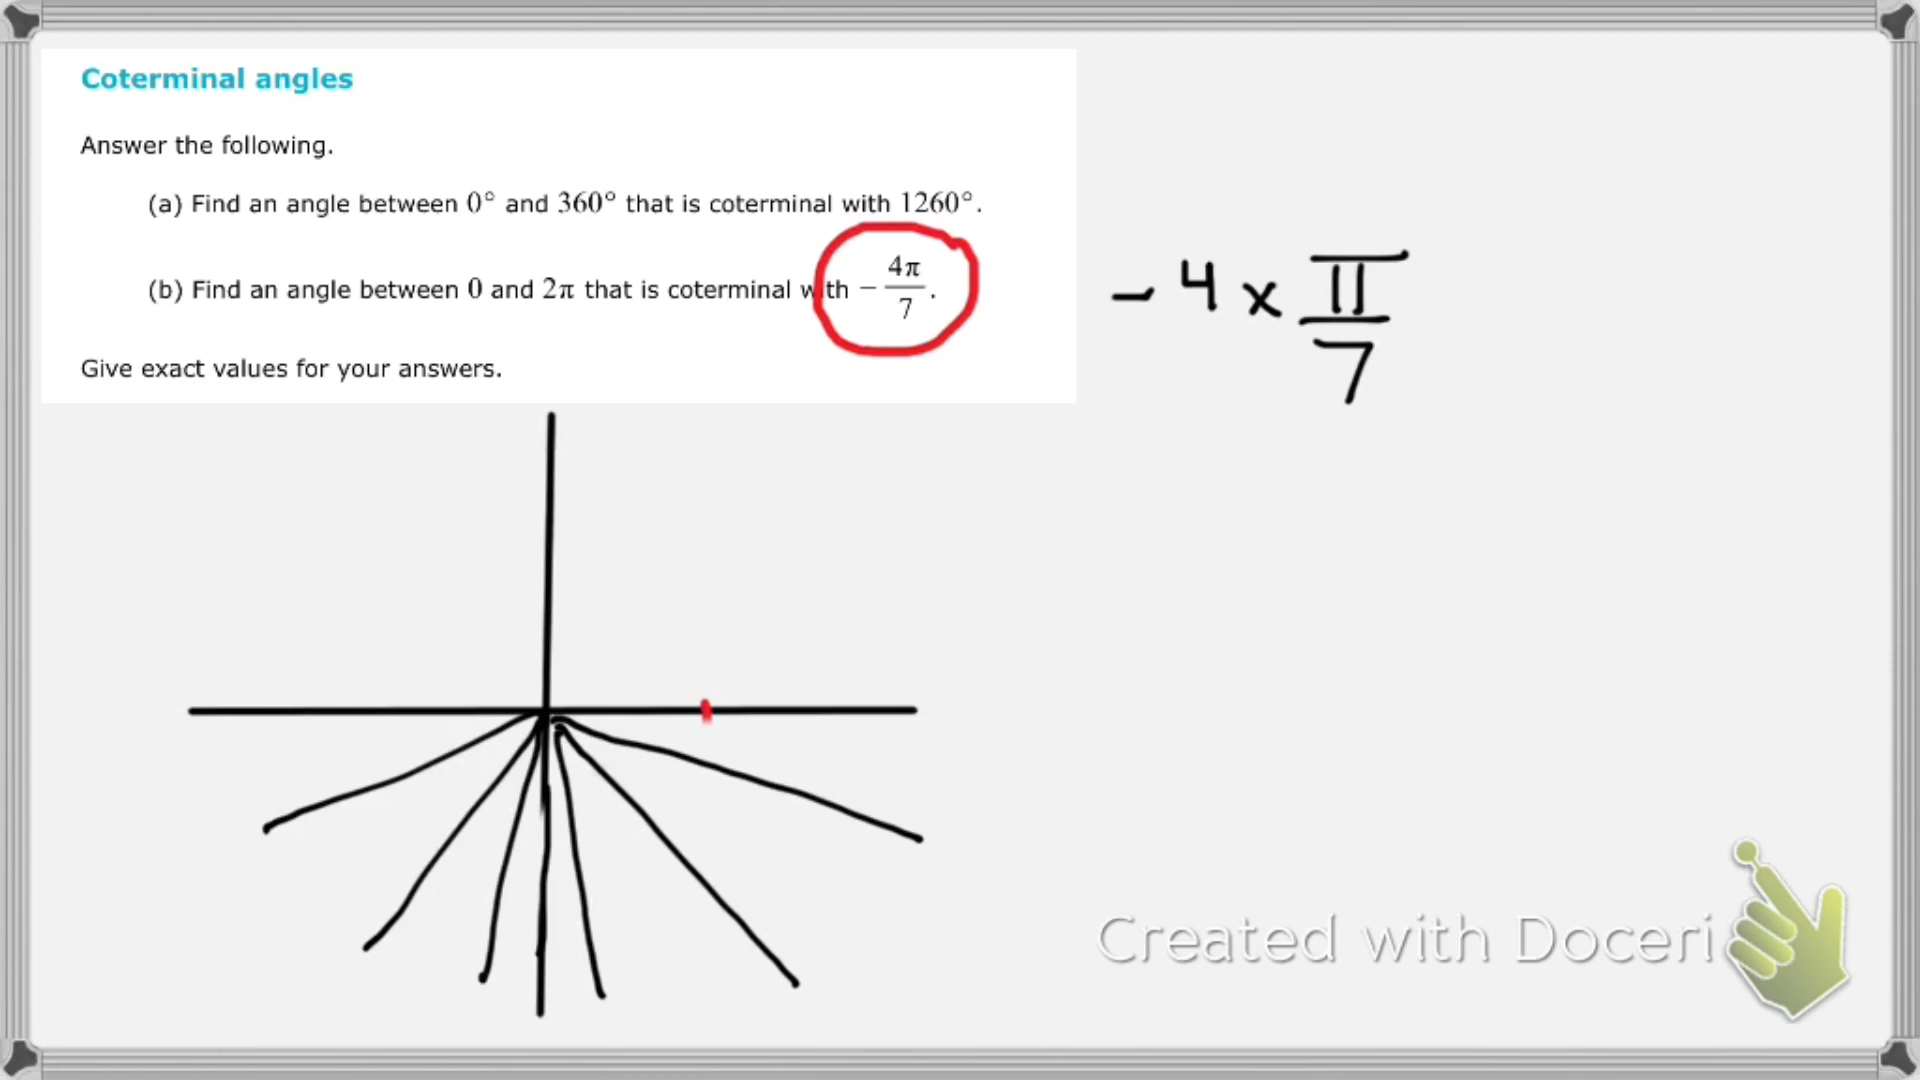 Coterminal angles
Answer the following.
(a) Find an angle between 0° and 360° that is coterminal with 1260°.
(b) Find an angle between 0 and 2π that is coterminal with − 4π/7.
Give exact values for your answers.
- 4 x π/7
Created with Doceri